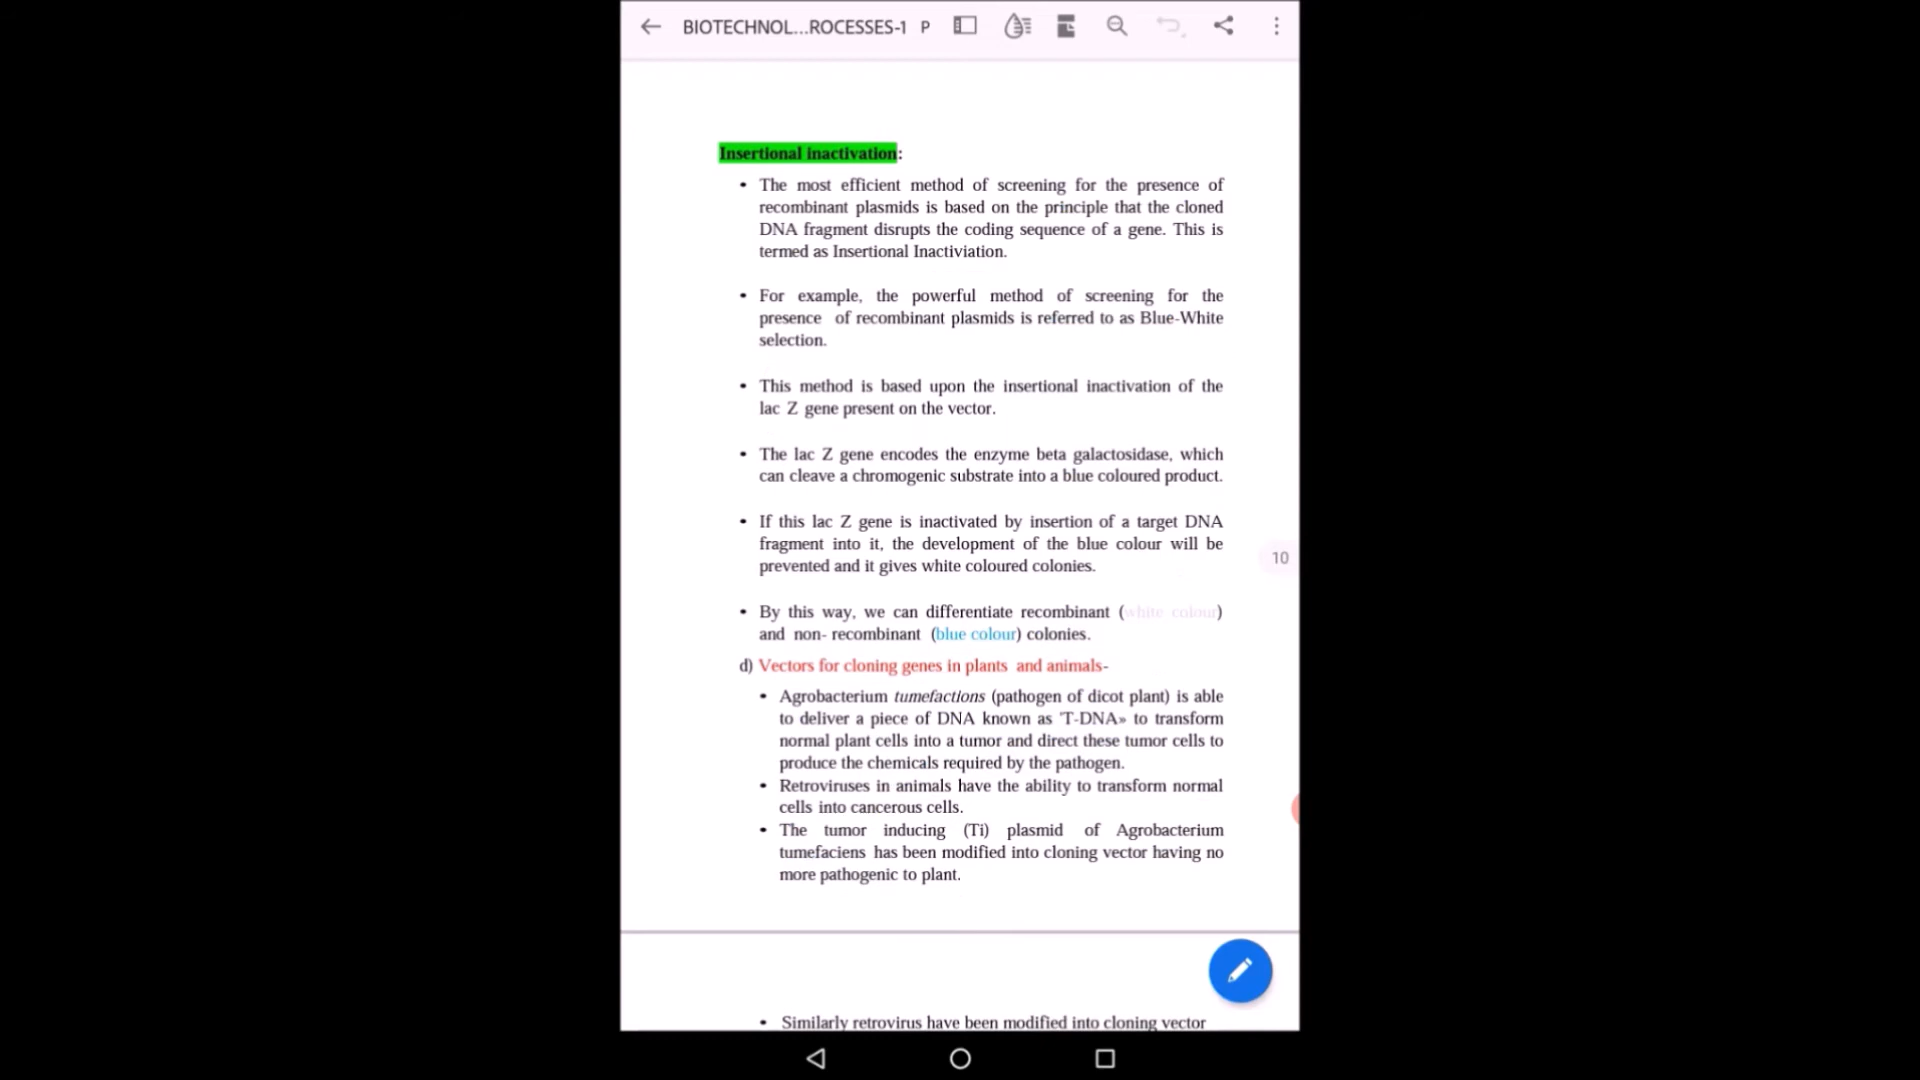 BIOTECHNOL...ROCESSES-1 P
Insertional inactivation:
• The most efficient method of screening for the presence of
recombinant plasmids is based on the principle that the cloned
DNA fragment disrupts the coding sequence of a gene. This is
termed as Insertional Inactiviation.
• For example, the powerful method of screening for the
presence of recombinant plasmids is referred to as Blue-White
selection.
• This method is based upon the insertional inactivation of the
lac Z gene present on the vector.
• The lac Z gene encodes the enzyme beta galactosidase, which
can cleave a chromogenic substrate into a blue coloured product.
• If this lac Z gene is inactivated by insertion of a target DNA
fragment into it, the development of the blue colour will be
prevented and it gives white coloured colonies.
10
• By this way, we can differentiate recombinant (white colour)
and non- recombinant (blue colour) colonies.
d) Vectors for cloning genes in plants and animals-
• Agrobacterium tumefactions (pathogen of dicot plant) is able
to deliver a piece of DNA known as 'T-DNA» to transform
normal plant cells into a tumor and direct these tumor cells to
produce the chemicals required by the pathogen.
• Retroviruses in animals have the ability to transform normal
cells into cancerous cells.
• The tumor inducing (Ti) plasmid of Agrobacterium
tumefaciens has been modified into cloning vector having no
more pathogenic to plant.
• Similarly retrovirus have been modified into cloning vector